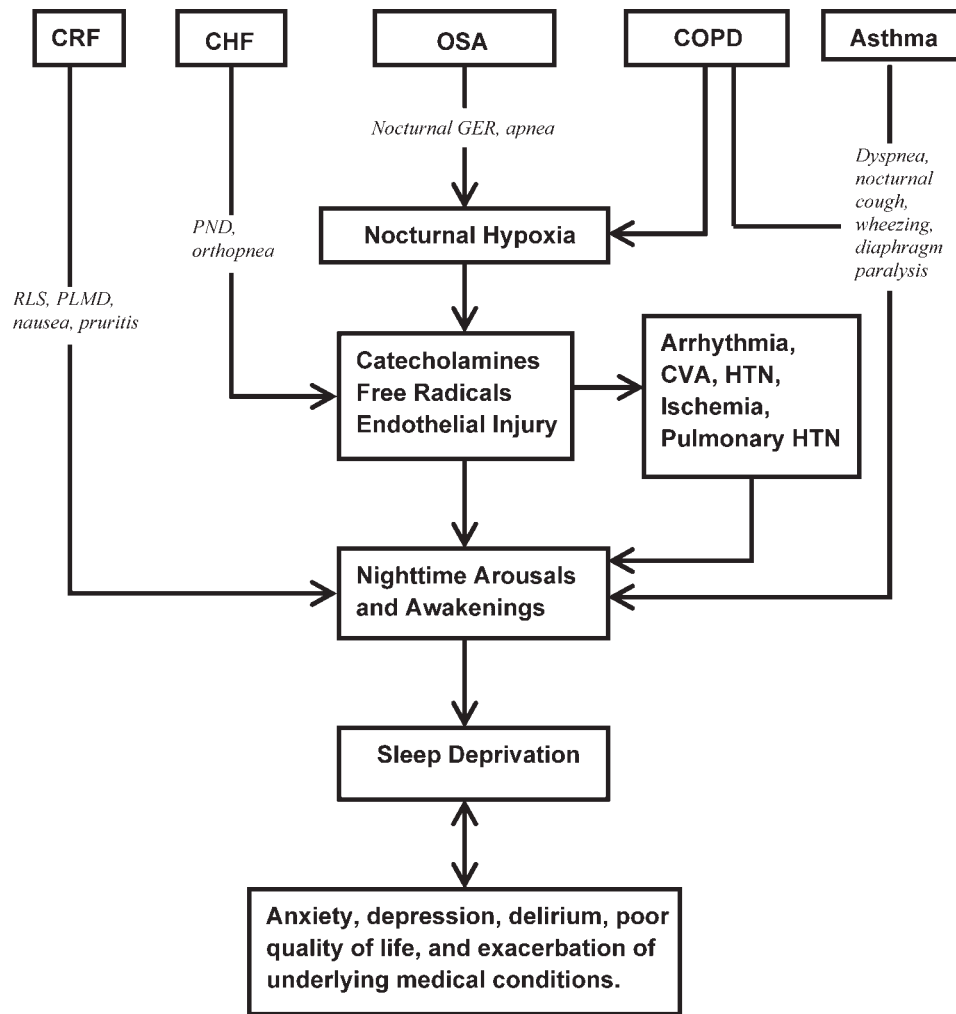 CRF
CHF
OSA
COPD
Asthma
Nocturnal GER, apnea
Dyspnea,
nocturnal
cough,
wheezing,
diaphragm
paralysis
PND,
orthopnea
Nocturnal Hypoxia
RLS, PLMD,
nausea, pruritis
Catecholamines
Free Radicals
Endothelial Injury
Arrhythmia,
CVA, HTN,
Ischemia,
Pulmonary HTN
Nighttime Arousals
and Awakenings
Sleep Deprivation
Anxiety, depression, delirium, poor
quality of life, and exacerbation of
underlying medical conditions.